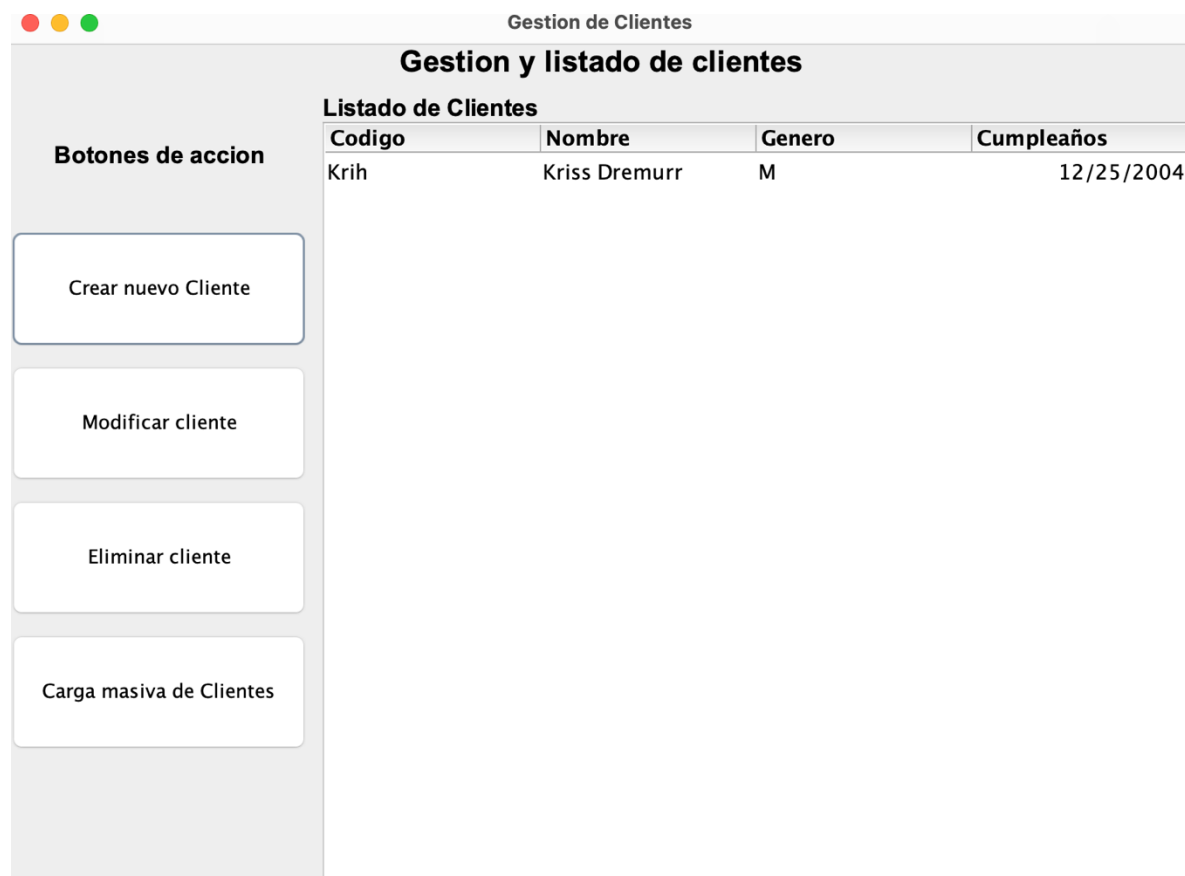 Gestion de Clientes
Gestion y listado de clientes
Listado de Clientes
Botones de accion
Codigo Nombre Genero Cumpleaños
Krih Kriss Dremurr M 12/25/2004
Crear nuevo Cliente
Modificar cliente
Eliminar cliente
Carga masiva de Clientes